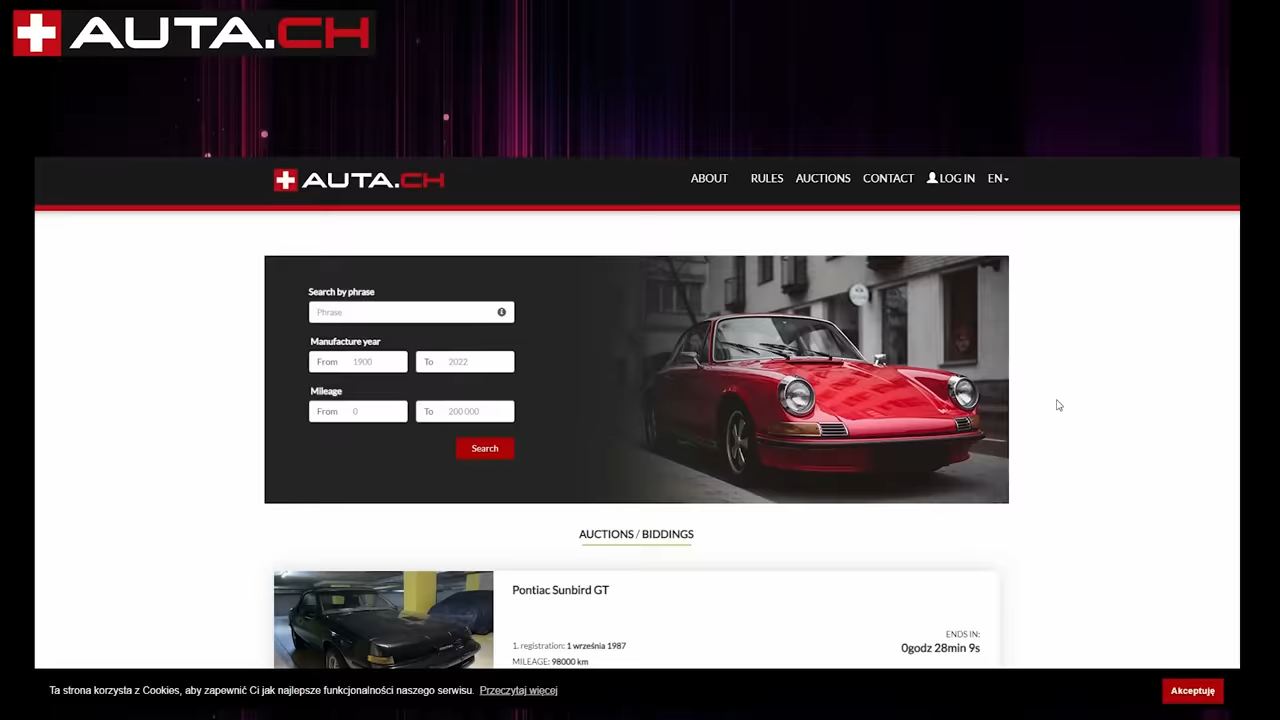 AUTA.CH
AUTA.CH
ABOUT RULES AUCTIONS CONTACT LOG IN EN
Search by phrase
Phrase
Manufacture year
From 1900 To 2022
Mileage
From 0 To 200 000
Search
AUCTIONS / BIDDINGS
Pontiac Sunbird GT
1. registration: 1 września 1987
MILEAGE: 98000 km
ENDS IN:
0godz 28min 9s
Ta strona korzysta z Cookies, aby zapewnić Ci jak najlepsze funkcjonalności naszego serwisu. Przeczytaj więcej
Akceptuję